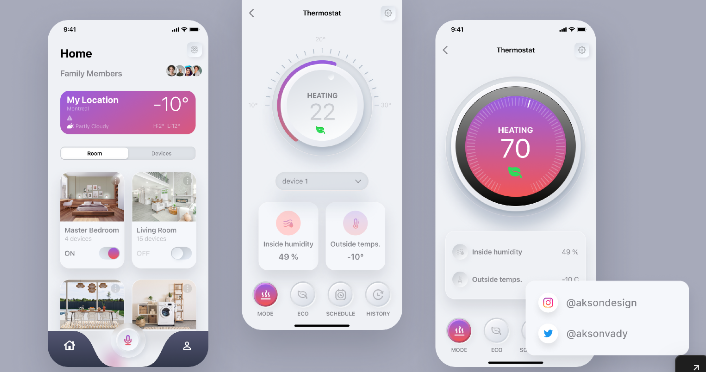 9:41
Home
Family Members
My Location
Montreal
-10°
Partly Cloudy
Room
Devices
Master Bedroom
4 devices
ON
Living Room
15 devices
OFF
Thermostat
10°
20°
30°
HEATING
22
device 1
Inside humidity
49 %
Outside temps.
-10°
MODE
ECO
SCHEDULE
HISTORY
9:41
Thermostat
HEATING
70
Inside humidity
49 %
Outside temps.
MODE
ECO
@aksondesign
@aksonvady